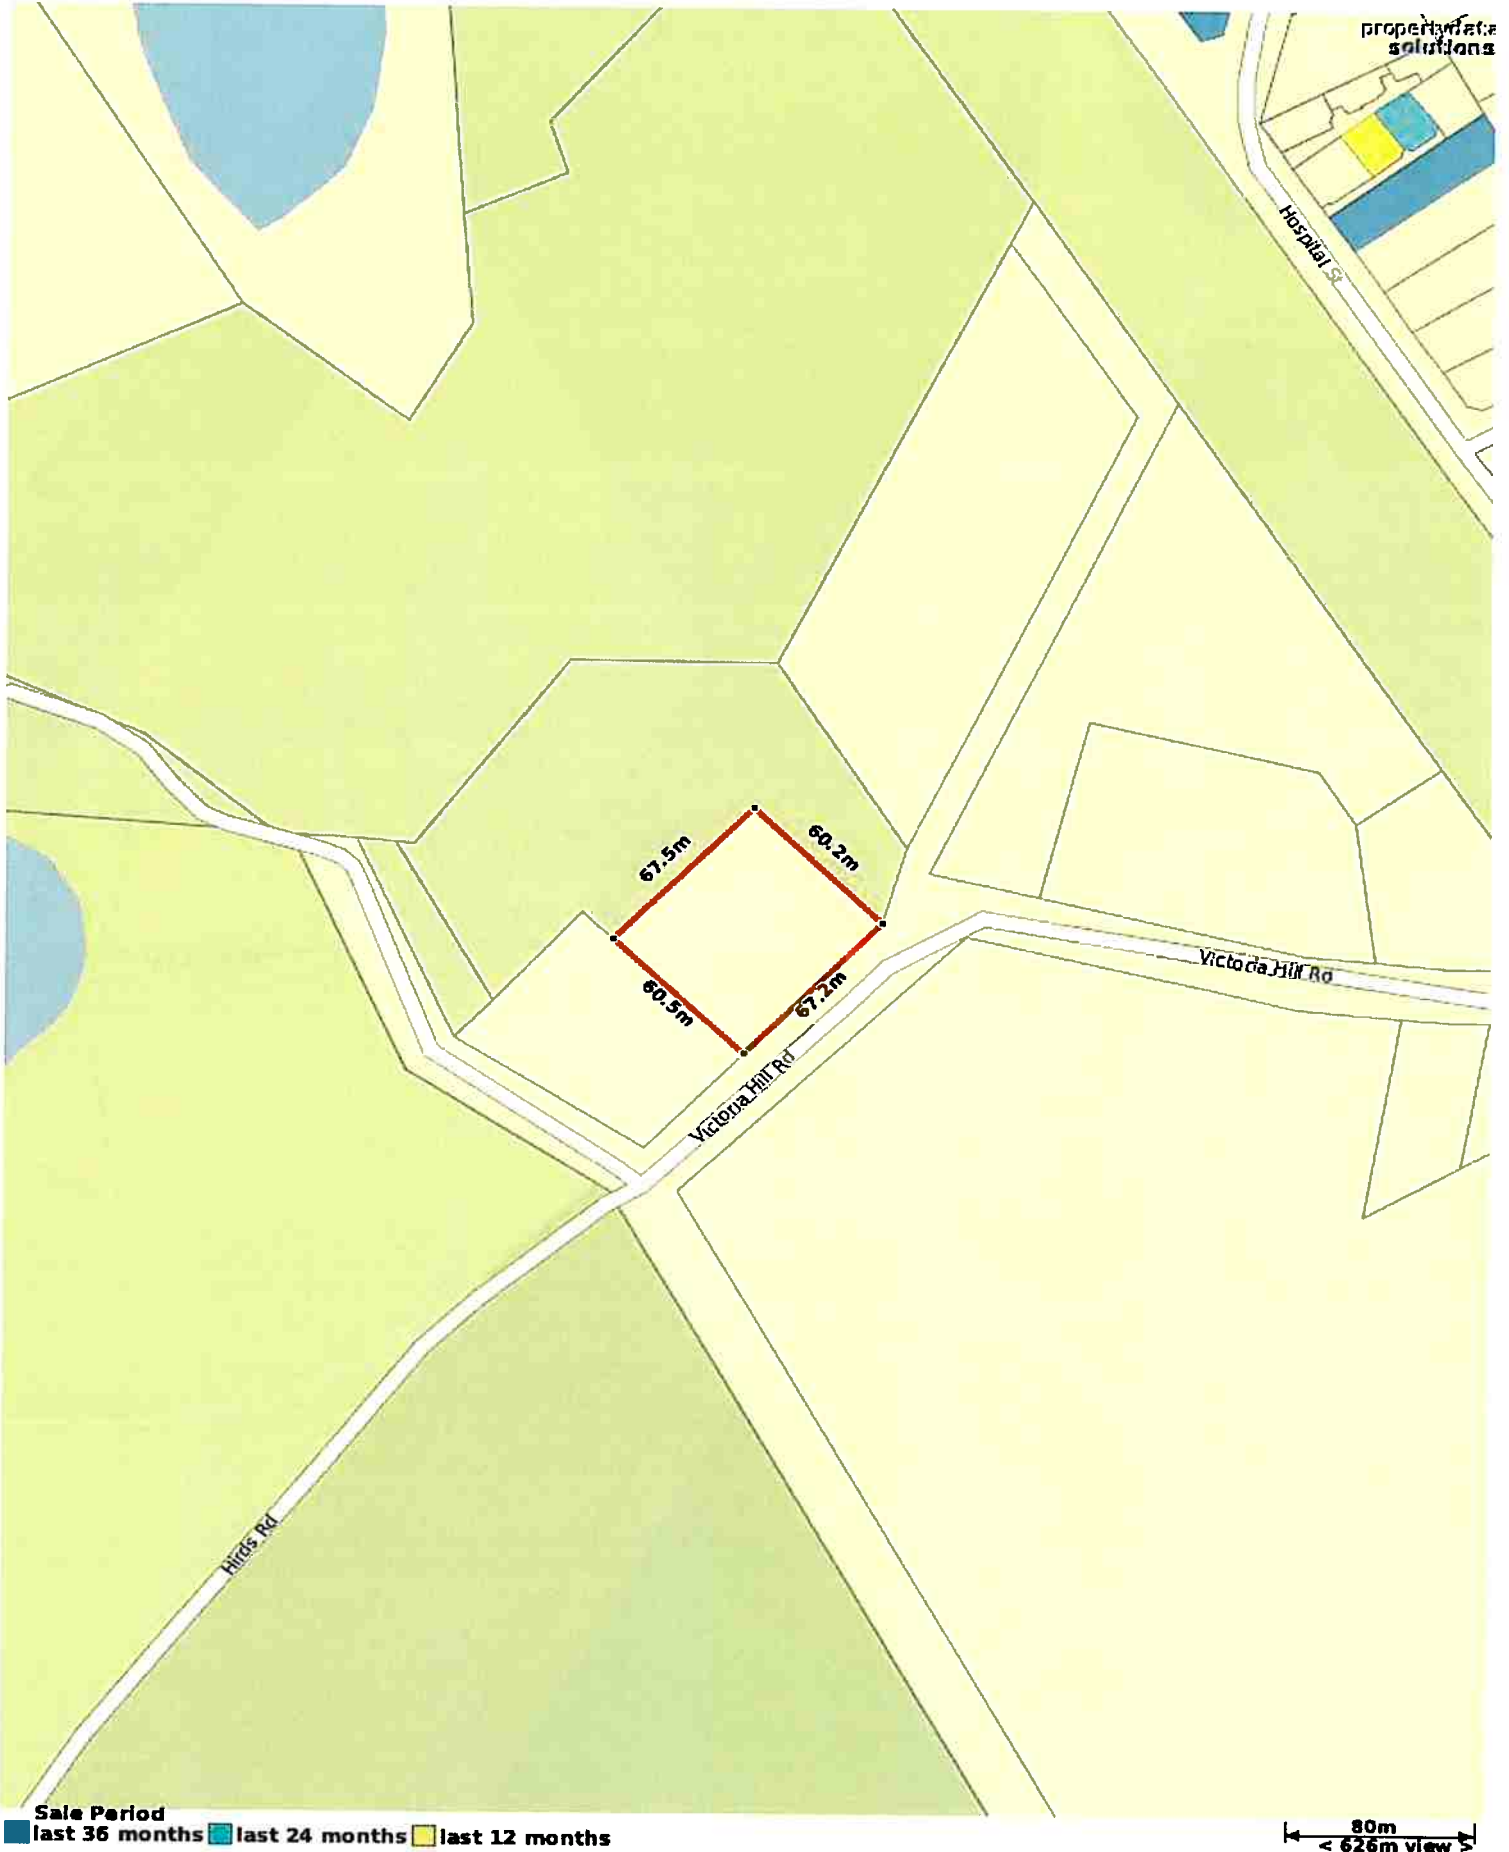 propertydata
solutions
Hospital St
67.5m
60.2m
60.5m
67.2m
Victoria Hill Rd
Victoria Hill Rd
Hirds Rd
Sale Period
last 36 months
last 24 months
last 12 months
80m
< 626m view >